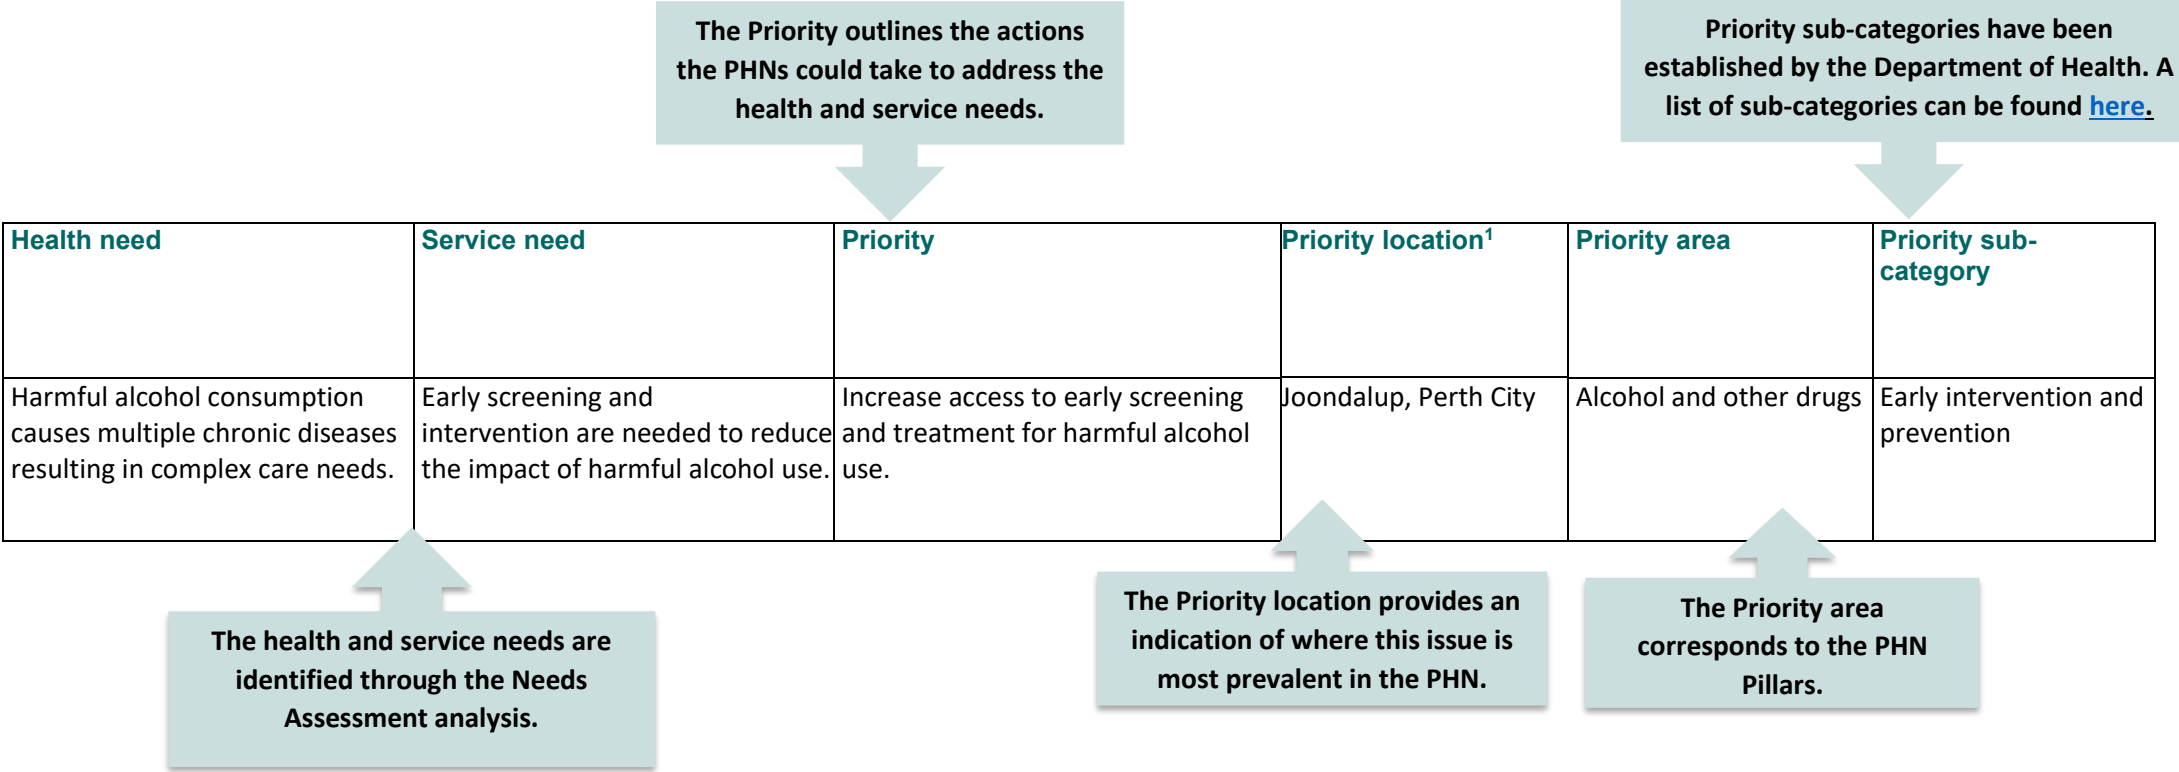 The Priority outlines the actions
the PHNs could take to address the
health and service needs.
Priority sub-categories have been
established by the Department of Health. A
list of sub-categories can be found here.
Health need
Service need
Priority
Priority location¹
Priority area
Priority sub-
category
Harmful alcohol consumption
causes multiple chronic diseases
resulting in complex care needs.
Early screening and
intervention are needed to reduce
the impact of harmful alcohol use.
Increase access to early screening
and treatment for harmful alcohol
use.
Joondalup, Perth City
Alcohol and other drugs
Early intervention and
prevention
The health and service needs are
identified through the Needs
Assessment analysis.
The Priority location provides an
indication of where this issue is
most prevalent in the PHN.
The Priority area
corresponds to the PHN
Pillars.